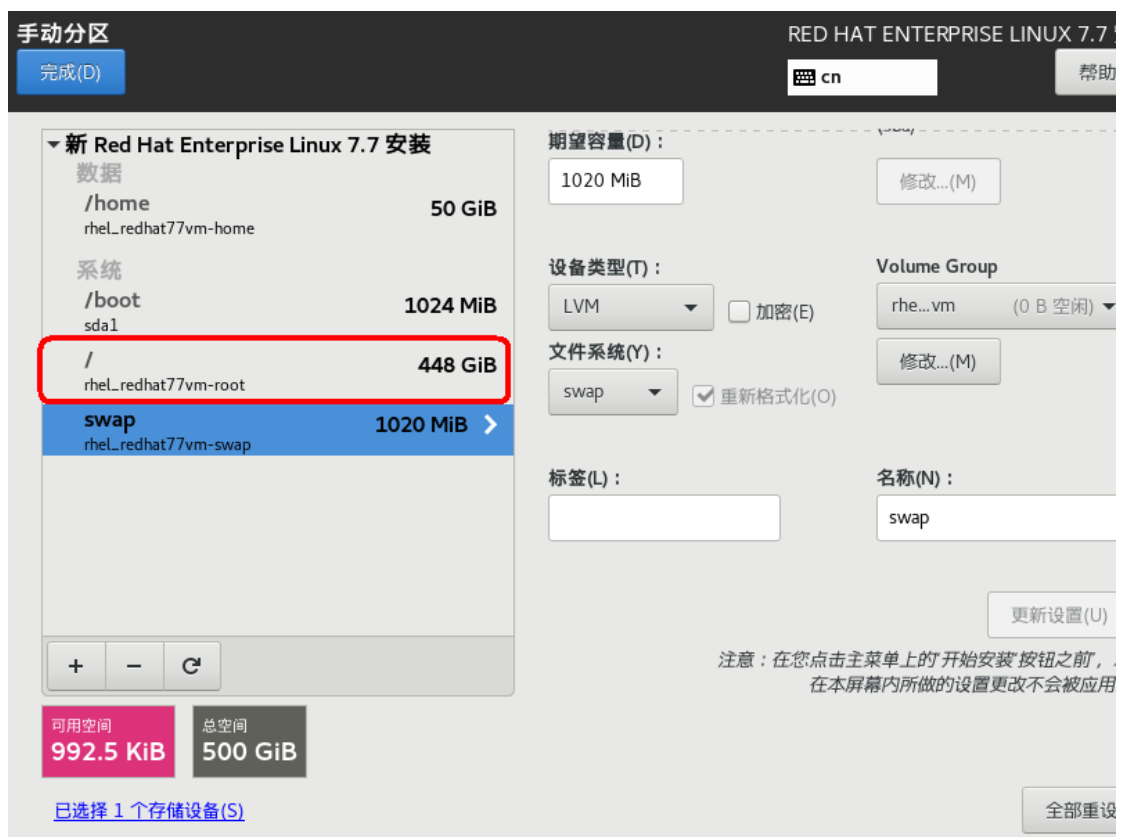 手动分区
RED HAT ENTERPRISE LINUX 7.7
完成(D)
cn
帮助
新 Red Hat Enterprise Linux 7.7 安装
数据
/home
50 GiB
rhel_redhat77vm-home
系统
/boot
1024 MiB
sda1
/
448 GiB
rhel_redhat77vm-root
swap
1020 MiB
rhel_redhat77vm-swap
+ −
可用空间
992.5 KiB
总空间
500 GiB
已选择 1 个存储设备(S)
期望容量(D)：
1020 MiB
修改...(M)
设备类型(T)：
LVM
加密(E)
Volume Group
rhe...vm (0 B 空闲)
文件系统(Y)：
swap
重新格式化(O)
修改...(M)
标签(L)：
名称(N)：
swap
更新设置(U)
注意：在您点击主菜单上的'开始安装'按钮之前，
在本屏幕内所做的设置更改不会被应用
全部重设